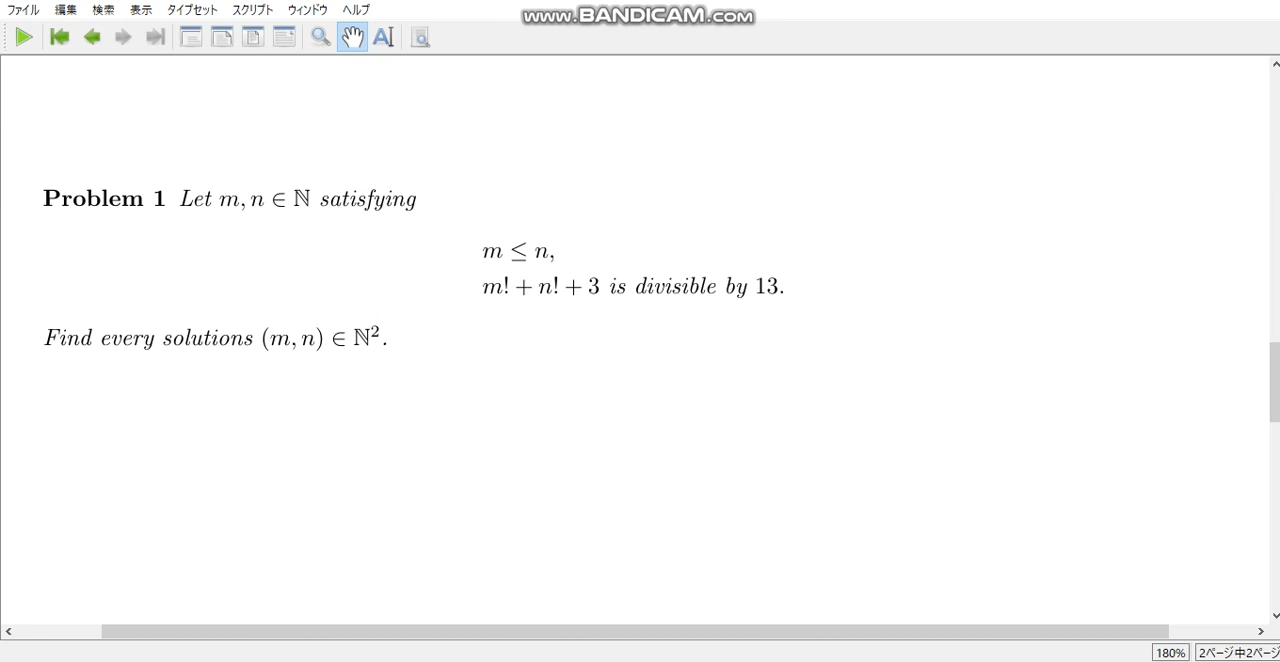 ファイル 編集 検索 表示 タイプセット スクリプト ウィンドウ ヘルプ
www.BANDICAM.com
Problem 1 Let m, n ∈ ℕ satisfying
m ≤ n,
m! + n! + 3 is divisible by 13.
Find every solutions (m, n) ∈ ℕ².
180% 2ページ中2ページ